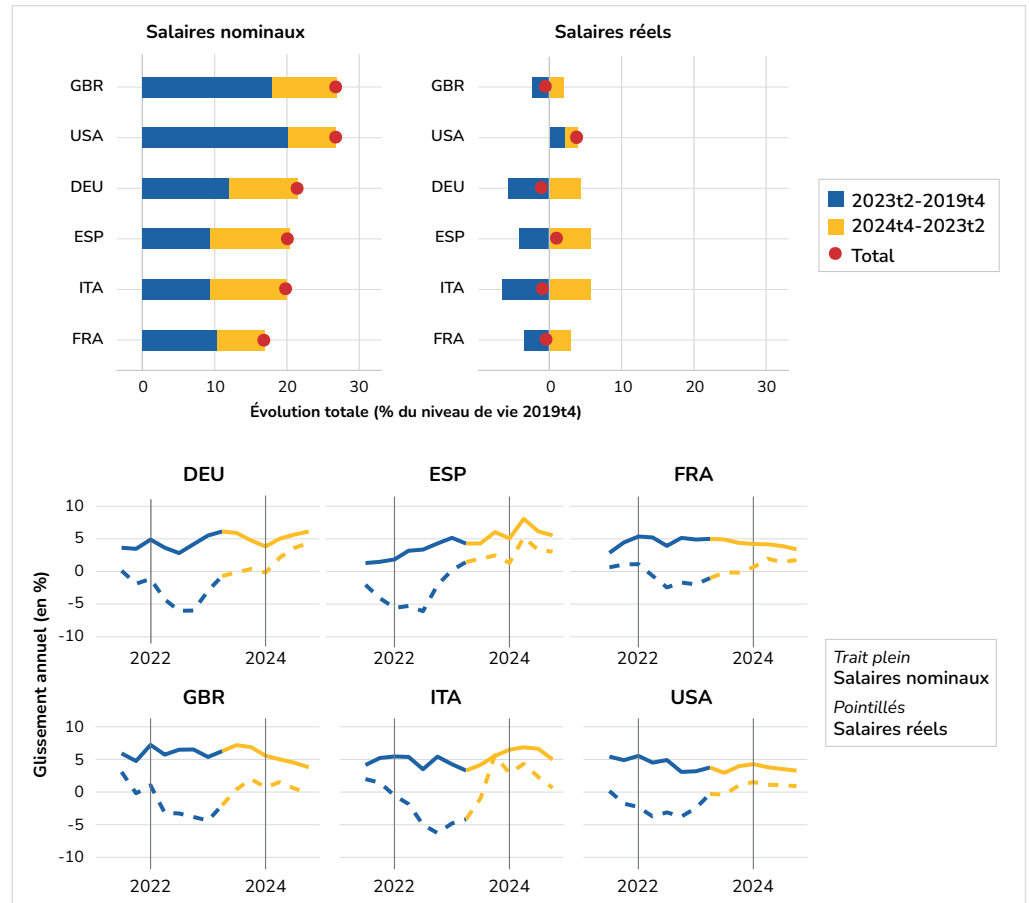 Salaires nominaux
Salaires réels
GBR
USA
DEU
ESP
ITA
FRA
0 10 20 30
GBR
USA
DEU
ESP
ITA
FRA
0 10 20 30
Évolution totale (% du niveau de vie 2019t4)
2023t2-2019t4
2024t4-2023t2
Total
Glissement annuel (en %)
DEU
ESP
FRA
10
5
0
-5
-10
2022 2024
2022 2024
2022 2024
GBR
ITA
USA
10
5
0
-5
-10
2022 2024
2022 2024
2022 2024
Trait plein
Salaires nominaux
Pointillés
Salaires réels